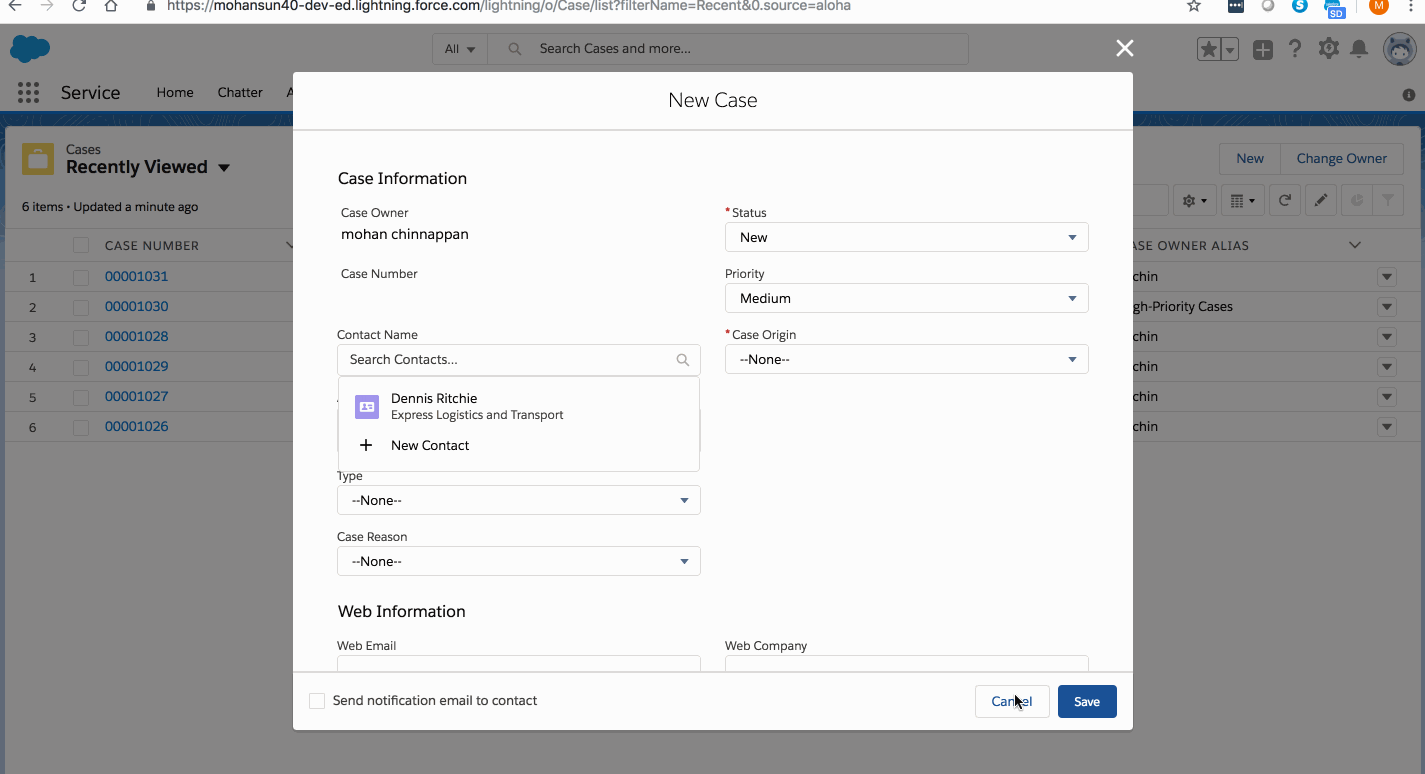 https://mohansun40-dev-ed.lightning.force.com/lightning/o/Case/list?filterName=Recent&0.source=aloha
SD
M
All
Search Cases and more...
Service
Home
Chatter
A
New Case
Cases
Recently Viewed
New
Change Owner
6 items • Updated a minute ago
CASE NUMBER
ASE OWNER ALIAS
1
00001031
chin
2
00001030
gh-Priority Cases
3
00001028
chin
4
00001029
chin
5
00001027
chin
6
00001026
chin
Case Information
Case Owner
mohan chinnappan
* Status
New
Case Number
Priority
Medium
Contact Name
Search Contacts...
* Case Origin
--None--
Dennis Ritchie
Express Logistics and Transport
+ New Contact
Type
--None--
Case Reason
--None--
Web Information
Web Email
Web Company
Send notification email to contact
Cancel
Save